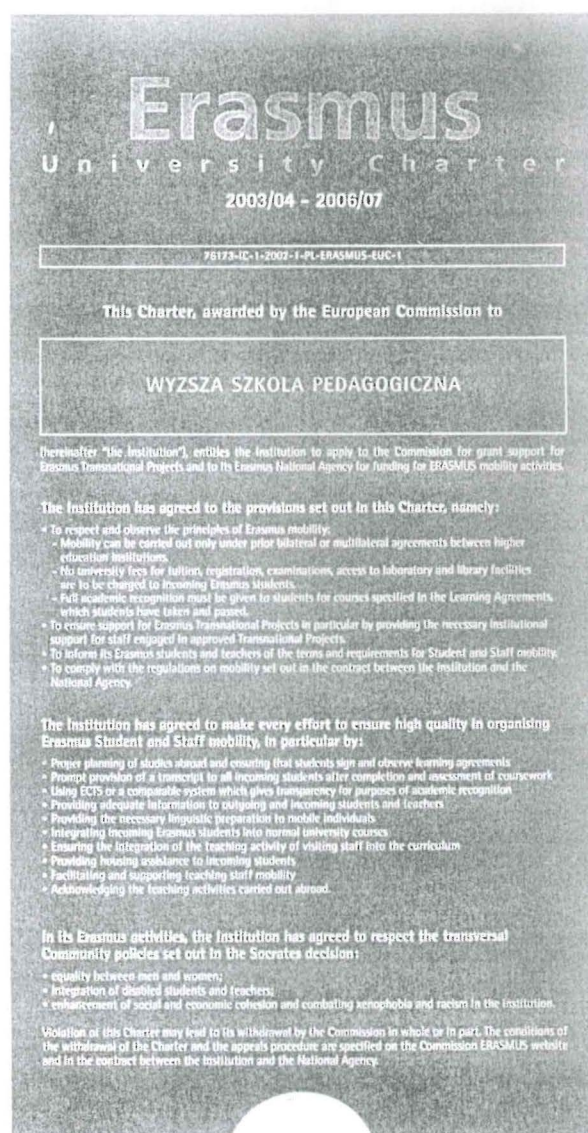 Erasmus
University Charter
2003/04 - 2006/07
76173-IC-1-2002-1-PL-ERASMUS-EUC-1
This Charter, awarded by the European Commission to
WYZSZA SZKOLA PEDAGOGICZNA
(hereinafter "the Institution"), entitles the Institution to apply to the Commission for grant support for
Erasmus Transnational Projects and to its Erasmus National Agency for funding for ERASMUS mobility activities.
The Institution has agreed to the provisions set out in this Charter, namely:
• To respect and observe the principles of Erasmus mobility:
- Mobility can be carried out only under prior bilateral or multilateral agreements between higher
education institutions.
- No university fees for tuition, registration, examinations, access to laboratory and library facilities
are to be charged to incoming Erasmus students.
- Full academic recognition must be given to students for courses specified in the Learning Agreements,
which students have taken and passed.
• To ensure support for Erasmus Transnational Projects in particular by providing the necessary institutional
support for staff engaged in approved Transnational Projects.
• To inform its Erasmus students and teachers of the terms and requirements for Student and Staff mobility.
• To comply with the regulations on mobility set out in the contract between the Institution and the
National Agency.
The Institution has agreed to make every effort to ensure high quality in organising
Erasmus Student and Staff mobility, in particular by:
• Proper planning of studies abroad and ensuring that students sign and observe learning agreements
• Prompt provision of a transcript to all incoming students after completion and assessment of coursework
• Using ECTS or a comparable system which gives transparency for purposes of academic recognition
• Providing adequate information to outgoing and incoming students and teachers
• Providing the necessary linguistic preparation to mobile individuals
• Integrating incoming Erasmus students into normal university courses
• Ensuring the integration of the teaching activity of visiting staff into the curriculum
• Providing housing assistance to incoming students
• Facilitating and supporting teaching staff mobility
• Acknowledging the teaching activities carried out abroad.
In its Erasmus activities, the Institution has agreed to respect the transversal
Community policies set out in the Socrates decision:
• equality between men and women;
• integration of disabled students and teachers;
• enhancement of social and economic cohesion and combating xenophobia and racism in the institution.
Violation of this Charter may lead to its withdrawal by the Commission in whole or in part. The conditions of
the withdrawal of the Charter and the appeals procedure are specified on the Commission ERASMUS website
and in the contract between the Institution and the National Agency.